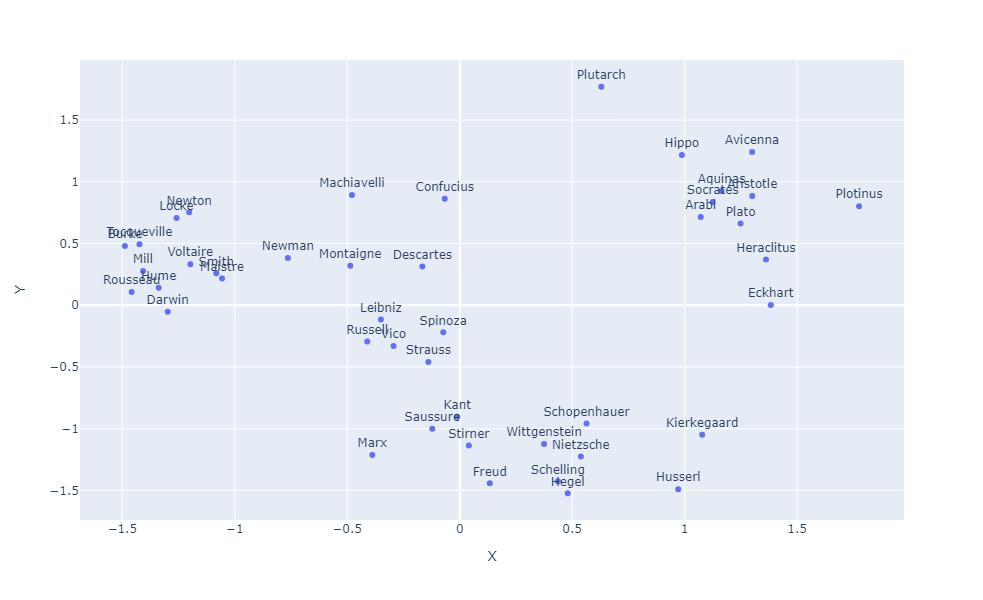 Plutarch
1.5
Hippo
Avicenna
1
Machiavelli
Confucius
Aquinas
Socrates
Aristotle
Plotinus
Newton
Locke
Arabi
Plato
0.5
Tocqueville
Burke
Voltaire
Newman
Montaigne
Descartes
Heraclitus
Mill
Smith
Maistre
Rousseau
Hume
Eckhart
0
Darwin
Leibniz
Russell
Vico
Spinoza
Strauss
−0.5
Kant
Saussure
Schopenhauer
Kierkegaard
−1
Stirner
Wittgenstein
Marx
Nietzsche
Freud
Schelling
Hegel
Husserl
−1.5
−1.5 −1 −0.5 0 0.5 1 1.5
X
Y